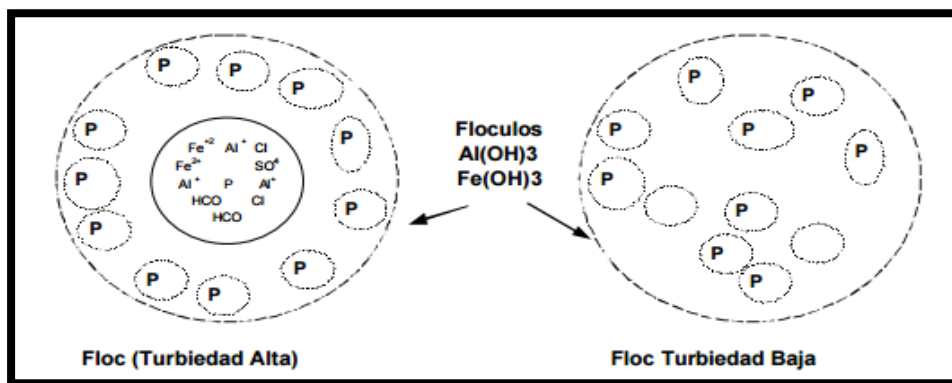 P P
P
P P
Fe+2 Al+ Cl
Fe2+ SO4
Al+ P Al+
HCO Cl
HCO
P
P
P
P
P
P
Floculos
Al(OH)3
Fe(OH)3
P
P
P P
P
P
P
P
P
Floc (Turbiedad Alta)
Floc Turbiedad Baja